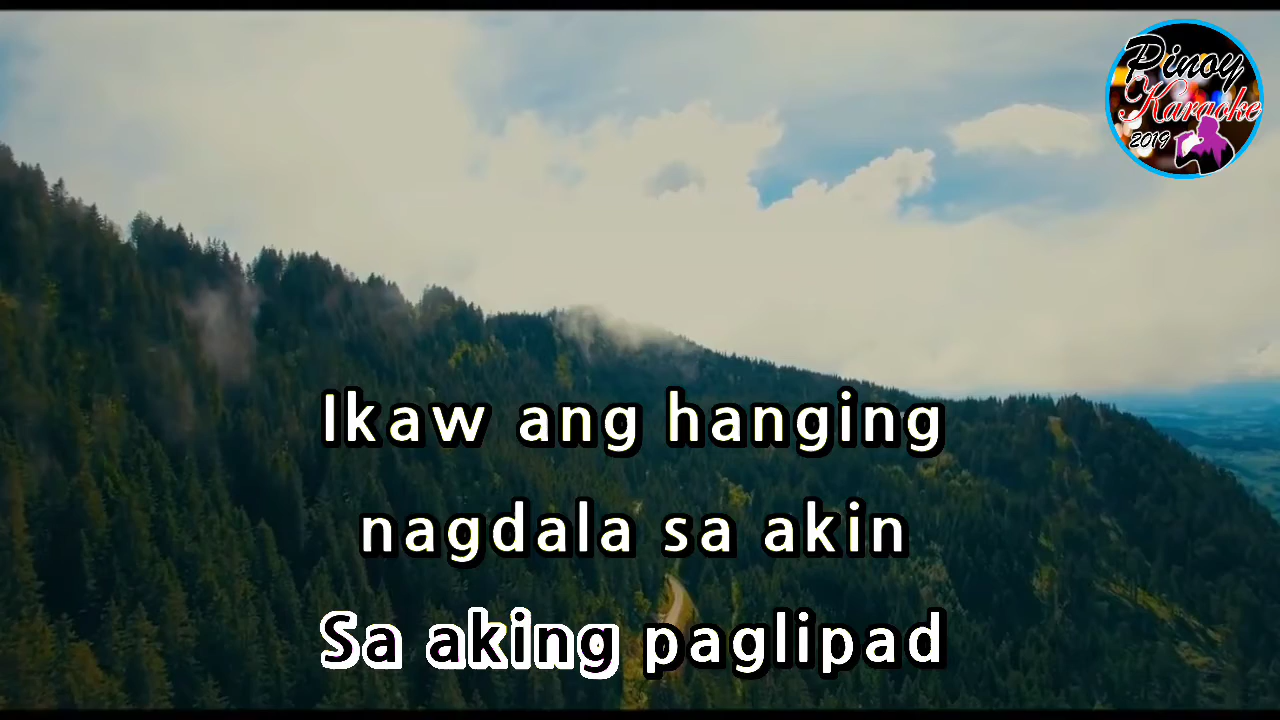 Pinoy
Karaoke
2019
Ikaw ang hanging
nagdala sa akin
Sa aking paglipad